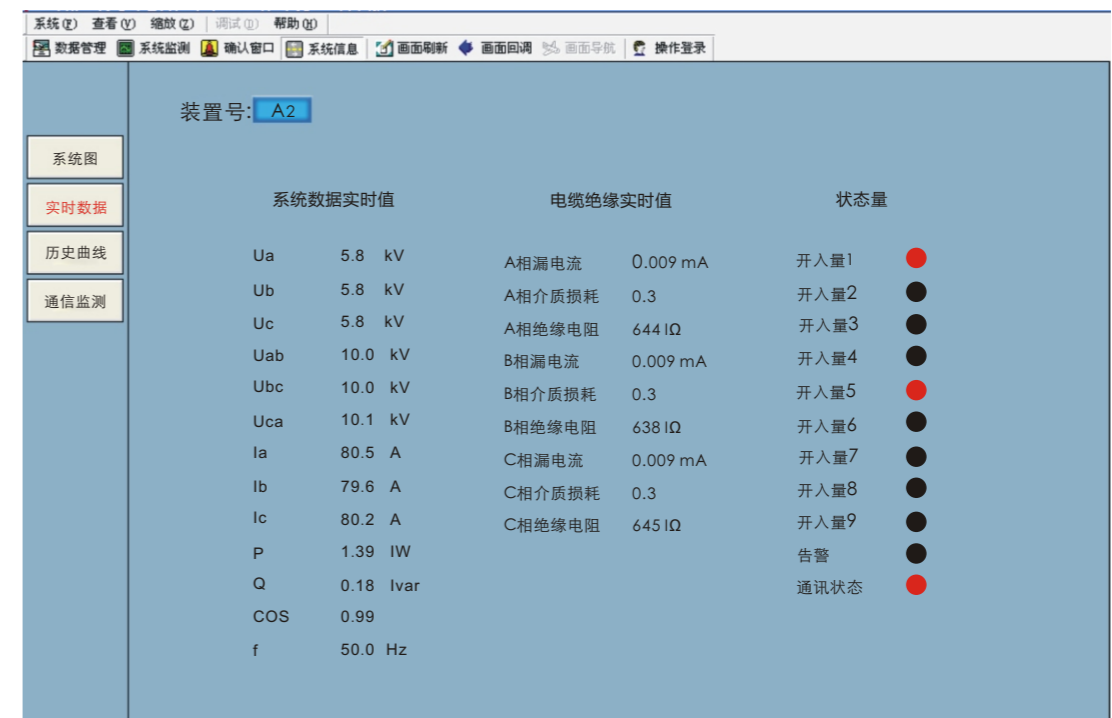 系统(F) 查看(V) 缩放(Z) 调试(D) 帮助(H)
数据管理 系统监测 确认窗口 系统信息 画面刷新 画面回调 画面导航 操作登录
装置号: A2
系统图
实时数据
历史曲线
通信监测
系统数据实时值
Ua 5.8 kV
Ub 5.8 kV
Uc 5.8 kV
Uab 10.0 kV
Ubc 10.0 kV
Uca 10.1 kV
Ia 80.5 A
Ib 79.6 A
Ic 80.2 A
P 1.39 IW
Q 0.18 Ivar
COS 0.99
f 50.0 Hz
电缆绝缘实时值
A相漏电流 0.009 mA
A相介质损耗 0.3
A相绝缘电阻 644 IΩ
B相漏电流 0.009 mA
B相介质损耗 0.3
B相绝缘电阻 638 IΩ
C相漏电流 0.009 mA
C相介质损耗 0.3
C相绝缘电阻 645 IΩ
状态量
开入量1
开入量2
开入量3
开入量4
开入量5
开入量6
开入量7
开入量8
开入量9
告警
通讯状态